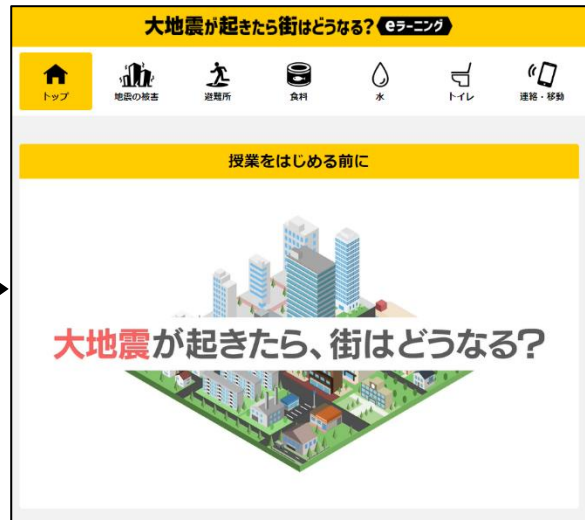 大地震が起きたら街はどうなる? eラーニング
トップ
地震の被害
避難所
食料
水
トイレ
連絡・移動
授業をはじめる前に
大地震が起きたら、街はどうなる?